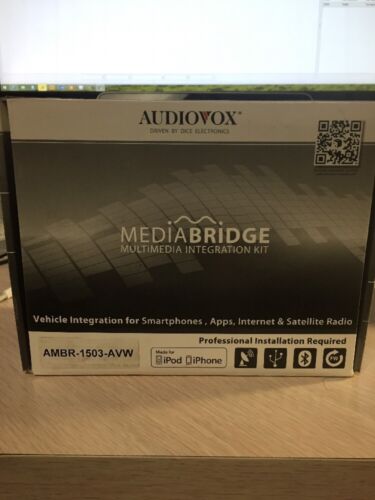 AUDIOVOX®
DRIVEN BY DICE ELECTRONICS
MEDIABRIDGE
MULTIMEDIA INTEGRATION KIT
Vehicle Integration for Smartphones , Apps, Internet & Satellite Radio
Professional Installation Required
AMBR-1503-AVW
Made for
iPod iPhone